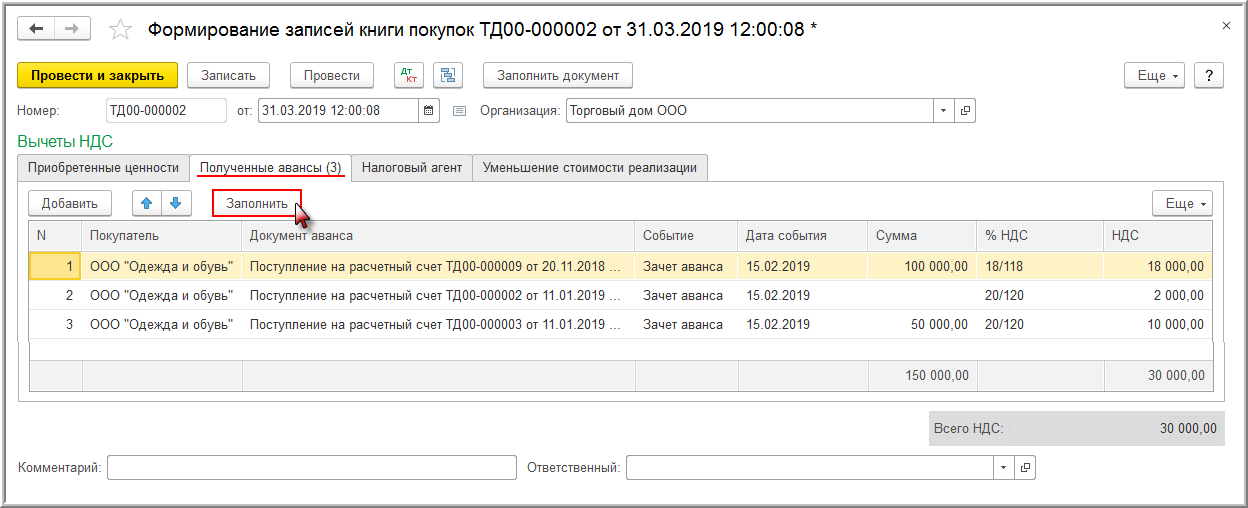 Формирование записей книги покупок ТД00-000002 от 31.03.2019 12:00:08 *
Провести и закрыть Записать Провести Дт Кт Заполнить документ Еще ?
Номер: ТД00-000002 от: 31.03.2019 12:00:08 Организация: Торговый дом ООО
Вычеты НДС
Приобретенные ценности Полученные авансы (3) Налоговый агент Уменьшение стоимости реализации
Добавить Заполнить Еще
N Покупатель Документ аванса Событие Дата события Сумма % НДС НДС
1 ООО "Одежда и обувь" Поступление на расчетный счет ТД00-000009 от 20.11.2018 ... Зачет аванса 15.02.2019 100 000,00 18/118 18 000,00
2 ООО "Одежда и обувь" Поступление на расчетный счет ТД00-000002 от 11.01.2019 ... Зачет аванса 15.02.2019 20/120 2 000,00
3 ООО "Одежда и обувь" Поступление на расчетный счет ТД00-000003 от 11.01.2019 ... Зачет аванса 15.02.2019 50 000,00 20/120 10 000,00
150 000,00 30 000,00
Всего НДС: 30 000,00
Комментарий: Ответственный: